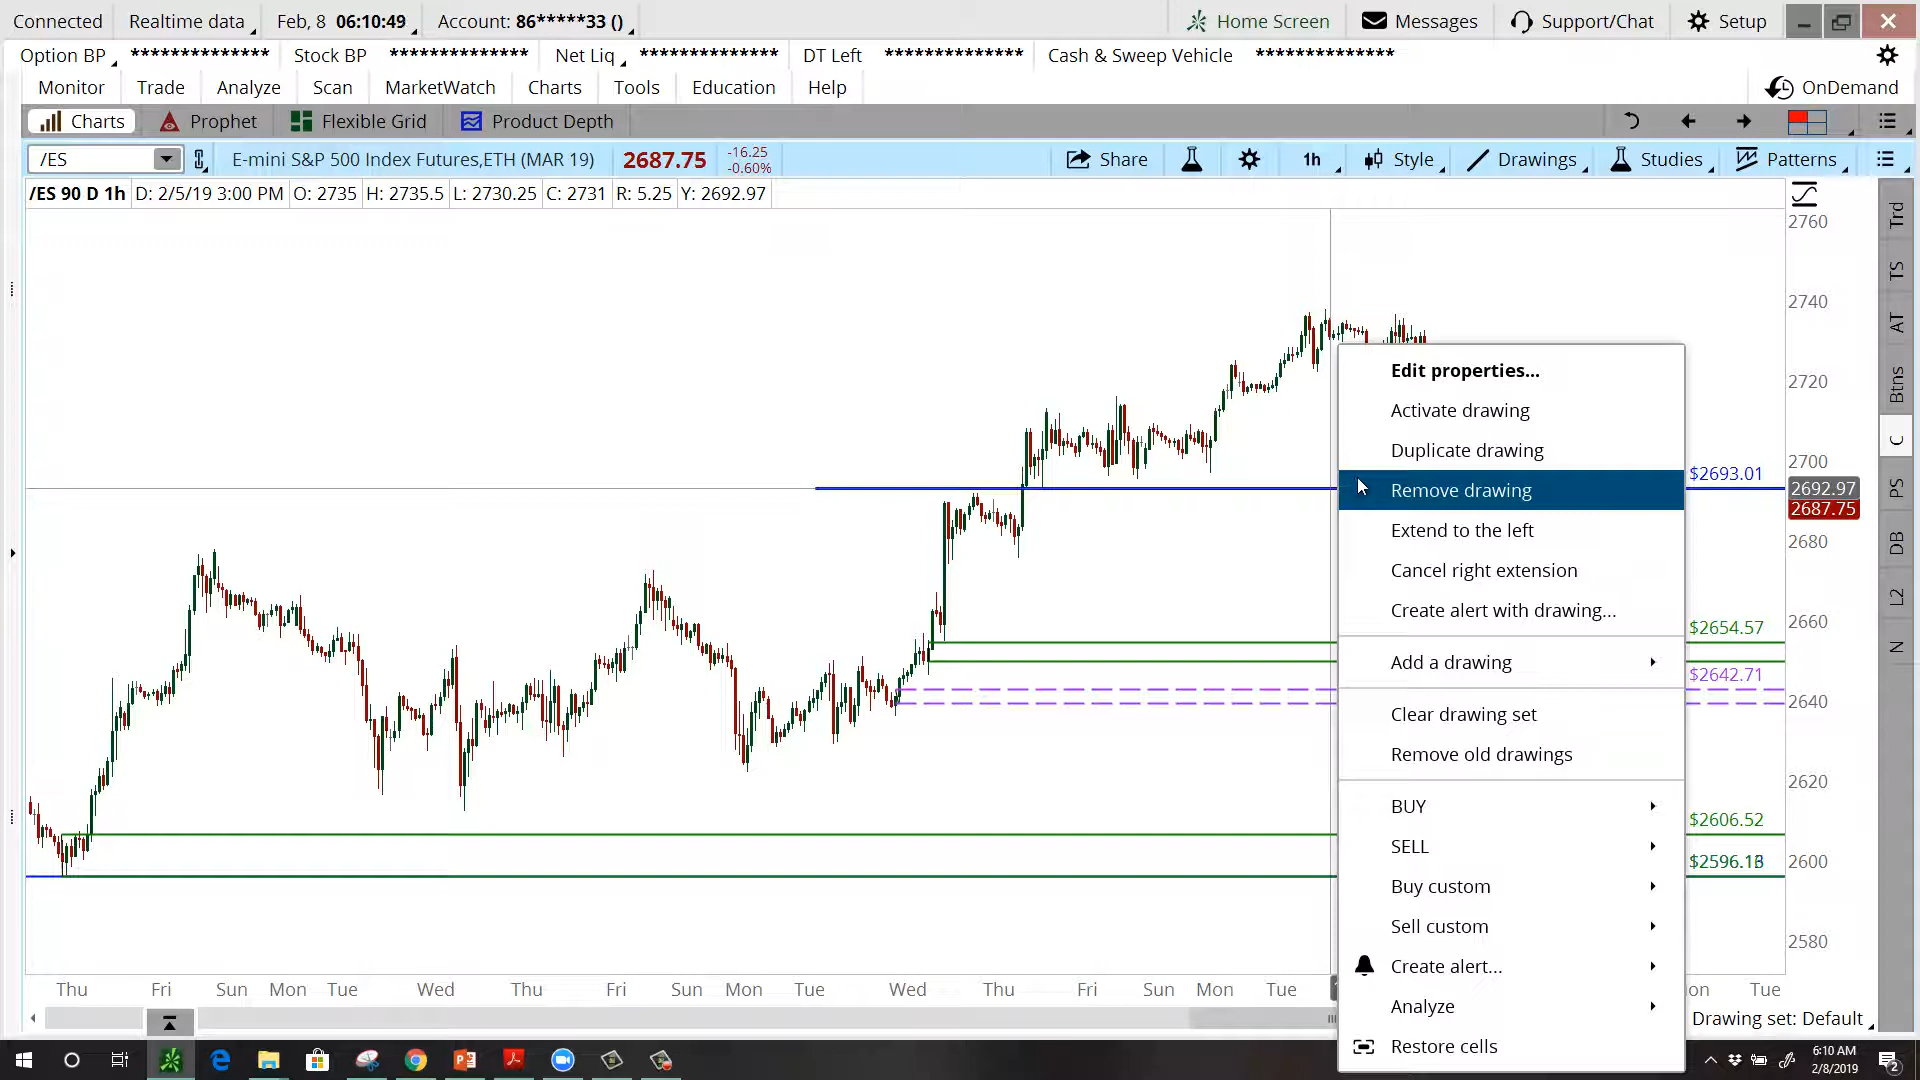 Connected Realtime data Feb, 8 06:10:49 Account: 86*****33 () Home Screen Messages Support/Chat Setup
Option BP ************** Stock BP ************** Net Liq ************** DT Left ************** Cash & Sweep Vehicle **************
Monitor Trade Analyze Scan MarketWatch Charts Tools Education Help OnDemand
Charts Prophet Flexible Grid Product Depth
/ES E-mini S&P 500 Index Futures,ETH (MAR 19) 2687.75 -16.25 -0.60% Share 1h Style Drawings Studies Patterns
/ES 90 D 1h D: 2/5/19 3:00 PM O: 2735 H: 2735.5 L: 2730.25 C: 2731 R: 5.25 Y: 2692.97
2760
2740
2720
2700
2692.97
2687.75
2680
2660
2640
2620
2600
2580
$2693.01
$2654.57
$2642.71
$2606.52
Trd
TS
AT
Btns
C
PS
DB
L2
N
Edit properties...
Activate drawing
Duplicate drawing
Remove drawing
Extend to the left
Cancel right extension
Create alert with drawing...
Add a drawing
Clear drawing set
Remove old drawings
BUY
SELL
Buy custom
Sell custom
Create alert...
Analyze
Restore cells
Thu Fri Sun Mon Tue Wed Thu Fri Sun Mon Tue Wed Thu Fri Sun Mon Tue Tue
Drawing set: Default
6:10 AM
2/8/2019
2